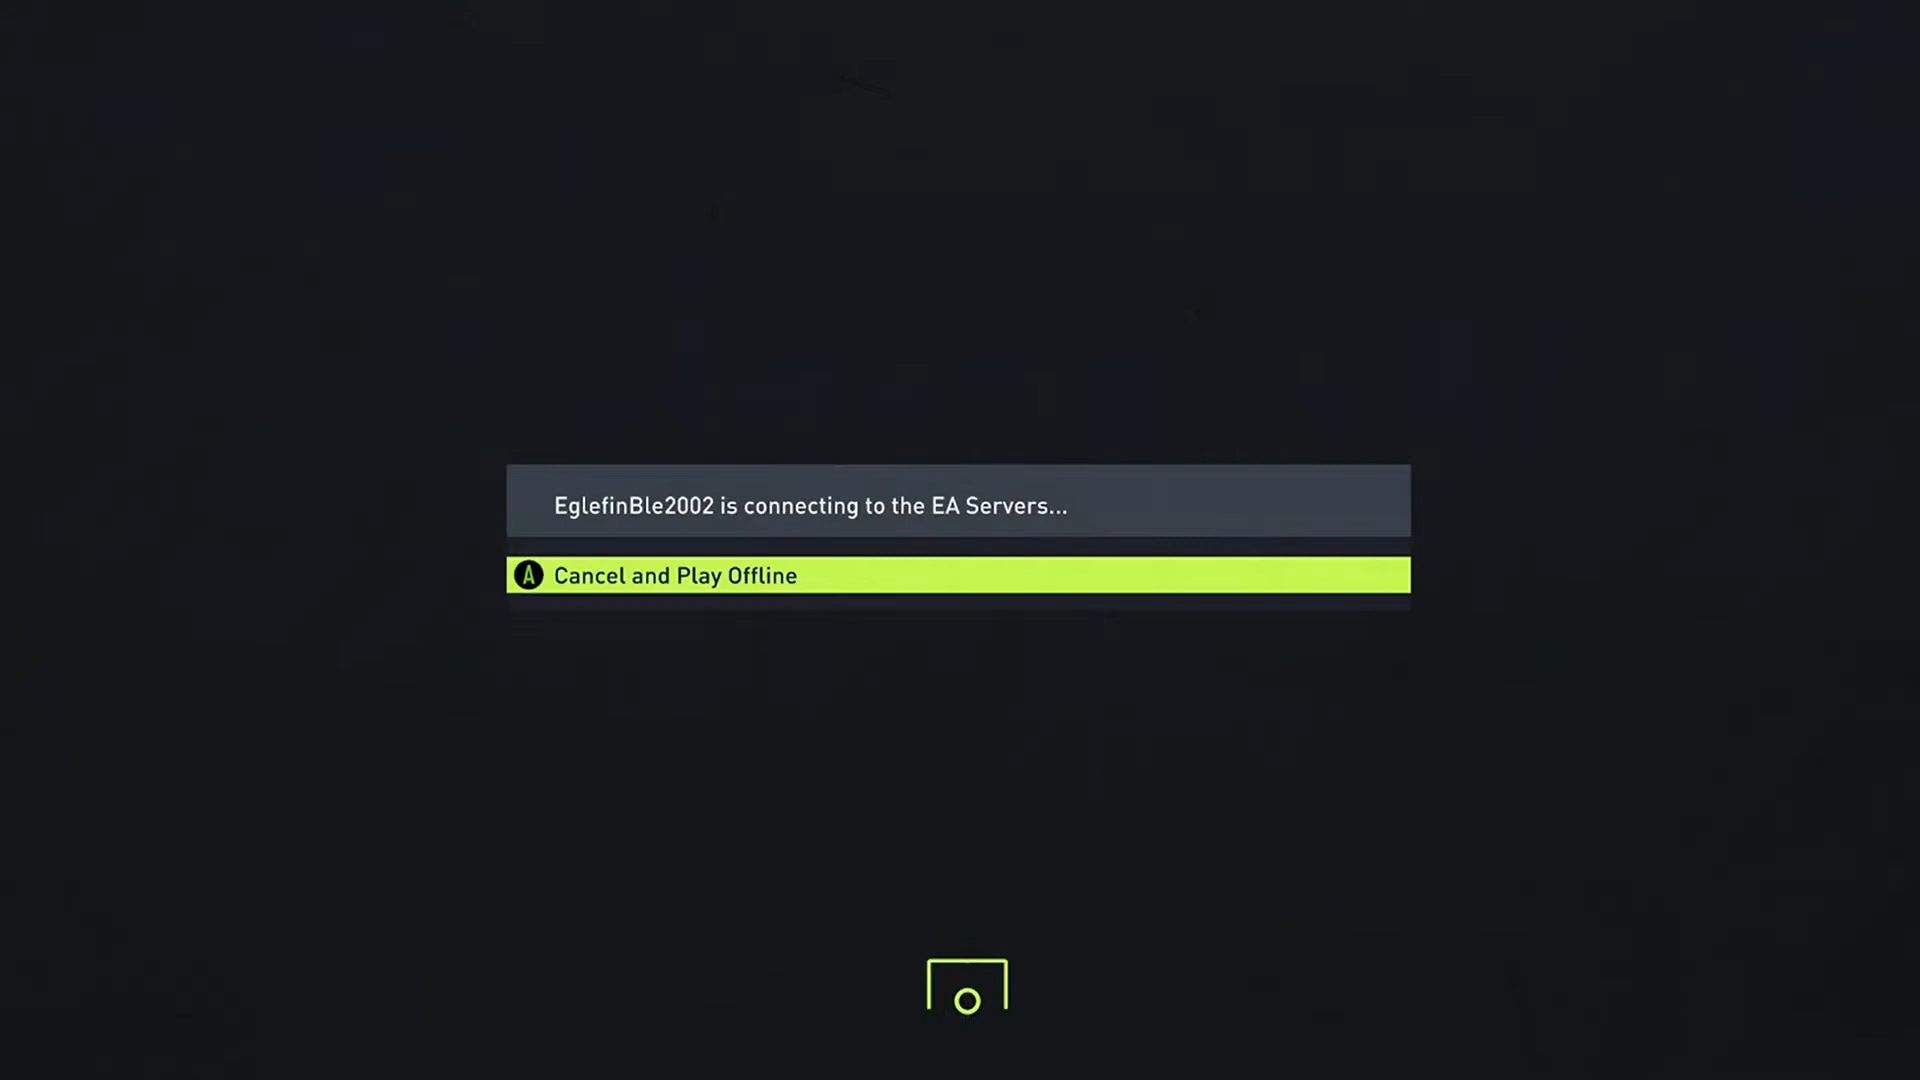 EglefinBle2002 is connecting to the EA Servers...
A Cancel and Play Offline